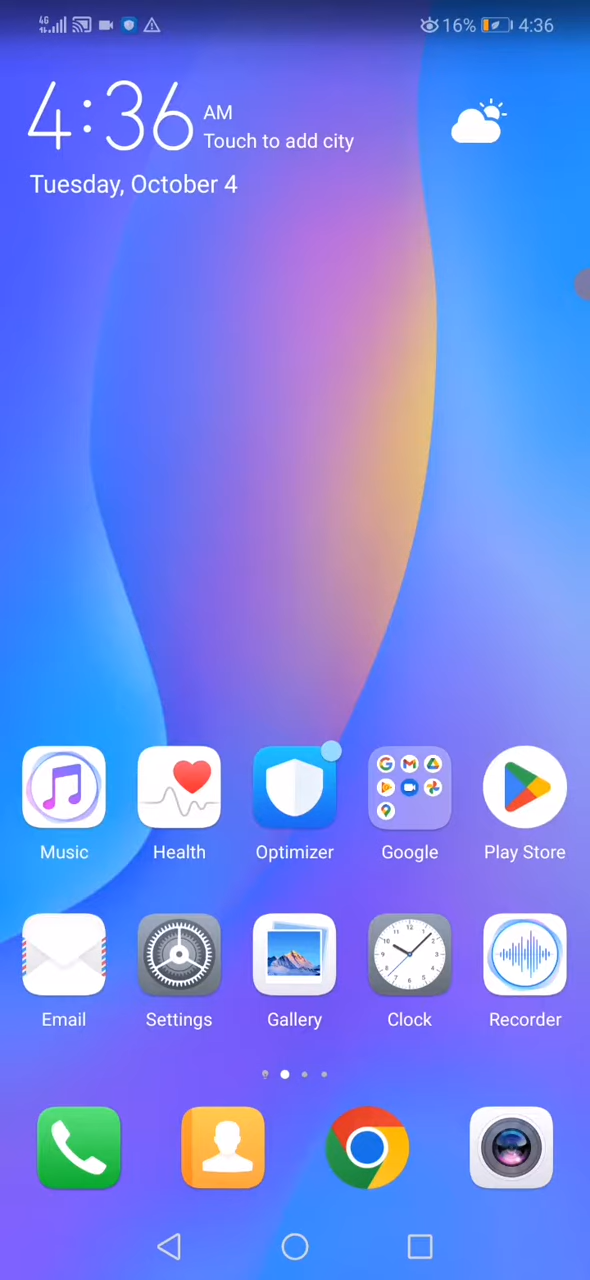 4G 16% 4:36
4:36 AM
Touch to add city
Tuesday, October 4
Music Health Optimizer Google Play Store
Email Settings Gallery Clock Recorder